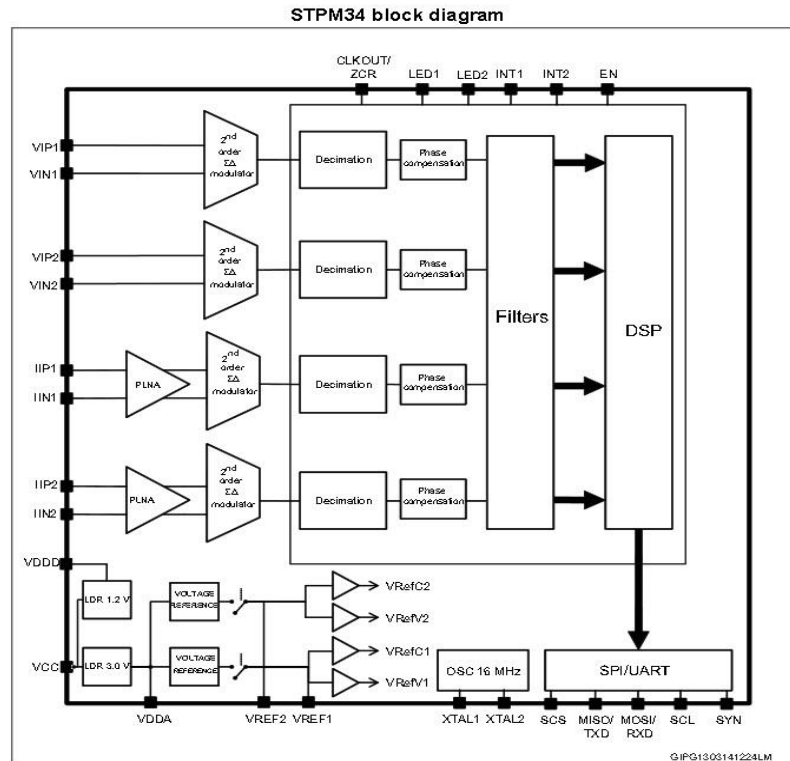 STPM34 block diagram
CLKOUT/
ZCR
LED1
LED2
INT1
INT2
EN
VIP1
VIN1
2nd
order
ΣΔ
modulator
Decimation
Phase
compensation
VIP2
VIN2
2nd
order
ΣΔ
modulator
Decimation
Phase
compensation
Filters
DSP
IIP1
IIN1
PLNA
2nd
order
ΣΔ
modulator
Decimation
Phase
compensation
IIP2
IIN2
PLNA
2nd
order
ΣΔ
modulator
Decimation
Phase
compensation
VDDD
LDR 1.2 V
VOLTAGE
REFERENCE
VRefC2
VRefV2
VCC
LDR 3.0 V
VOLTAGE
REFERENCE
VRefC1
VRefV1
OSC 16 MHz
SPI/UART
VDDA
VREF2
VREF1
XTAL1
XTAL2
SCS
MISO/
TXD
MOSI/
RXD
SCL
SYN
GIPG1303141224LM